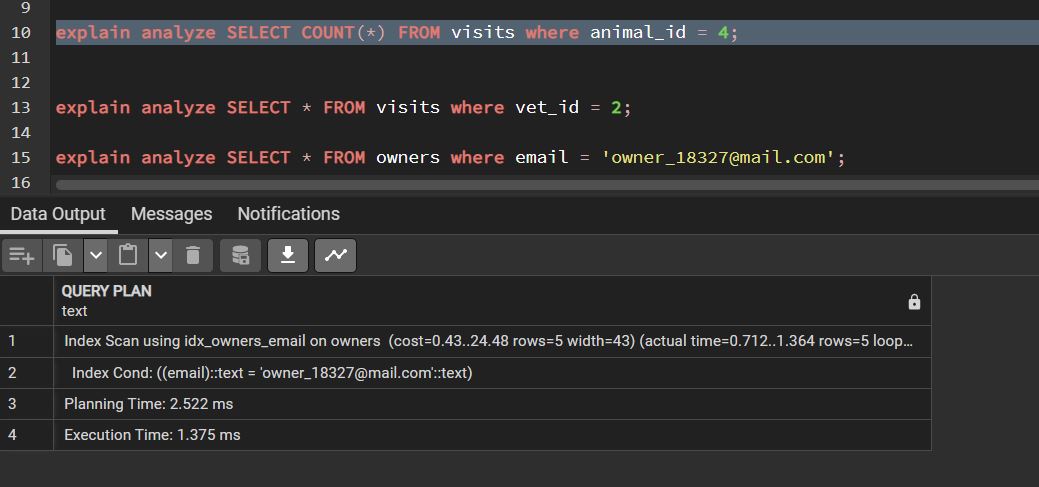 9
10 explain analyze SELECT COUNT(*) FROM visits where animal_id = 4;
11
12
13 explain analyze SELECT * FROM visits where vet_id = 2;
14
15 explain analyze SELECT * FROM owners where email = 'owner_18327@mail.com';
16
Data Output Messages Notifications
QUERY PLAN
text
1 Index Scan using idx_owners_email on owners (cost=0.43..24.48 rows=5 width=43) (actual time=0.712..1.364 rows=5 loop...
2 Index Cond: ((email)::text = 'owner_18327@mail.com'::text)
3 Planning Time: 2.522 ms
4 Execution Time: 1.375 ms